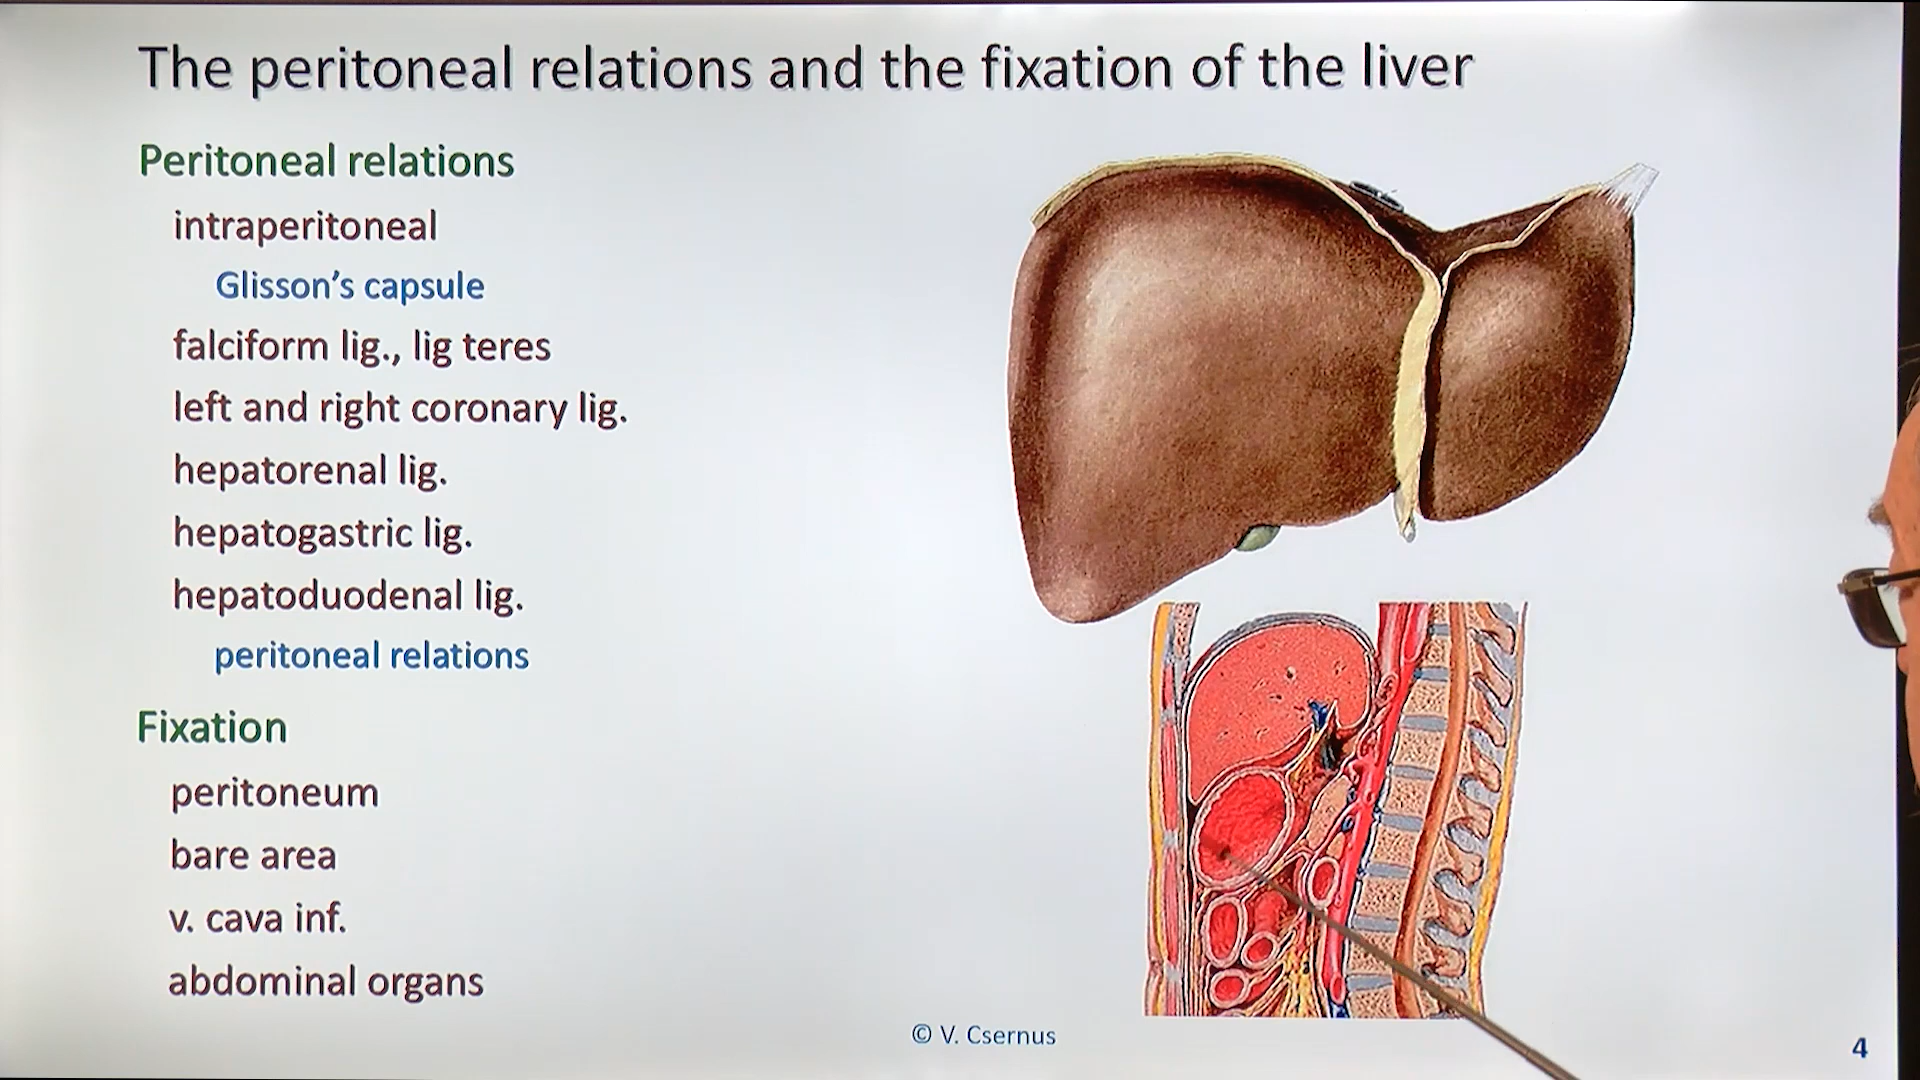 The peritoneal relations and the fixation of the liver
Peritoneal relations
intraperitoneal
Glisson's capsule
falciform lig., lig teres
left and right coronary lig.
hepatorenal lig.
hepatogastric lig.
hepatoduodenal lig.
peritoneal relations
Fixation
peritoneum
bare area
v. cava inf.
abdominal organs
© V. Csernus
4